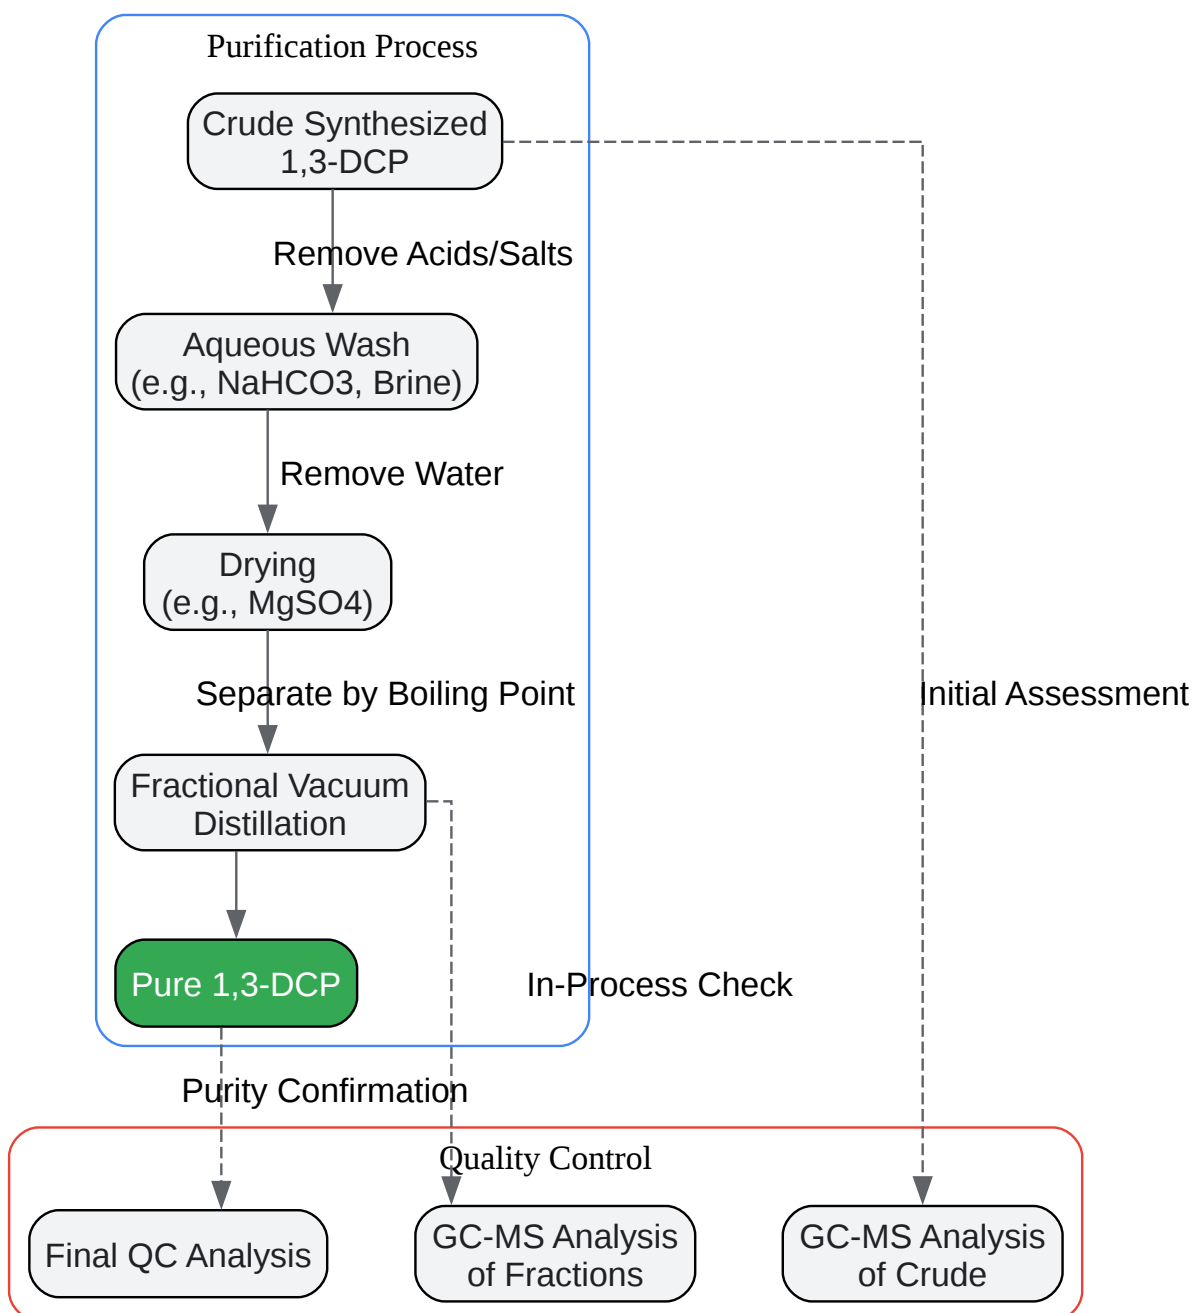 Purification Process
Crude Synthesized
1,3-DCP
Remove Acids/Salts
Aqueous Wash
(e.g., NaHCO3, Brine)
Remove Water
Drying
(e.g., MgSO4)
Separate by Boiling Point
Initial Assessment
Fractional Vacuum
Distillation
Pure 1,3-DCP
In-Process Check
Purity Confirmation
Quality Control
Final QC Analysis
GC-MS Analysis
of Fractions
GC-MS Analysis
of Crude